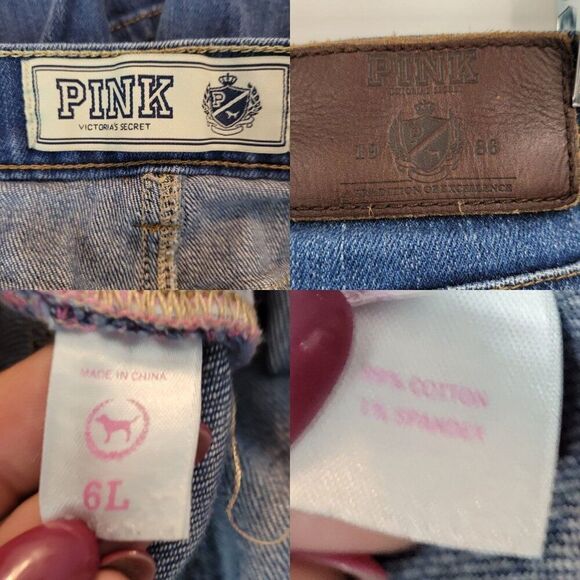 PINK
VICTORIA'S SECRET
P
PINK
VICTORIA'S SECRET
P
19 86
TRADITION OF EXCELLENCE
MADE IN CHINA
6L
99% COTTON
1% SPANDEX